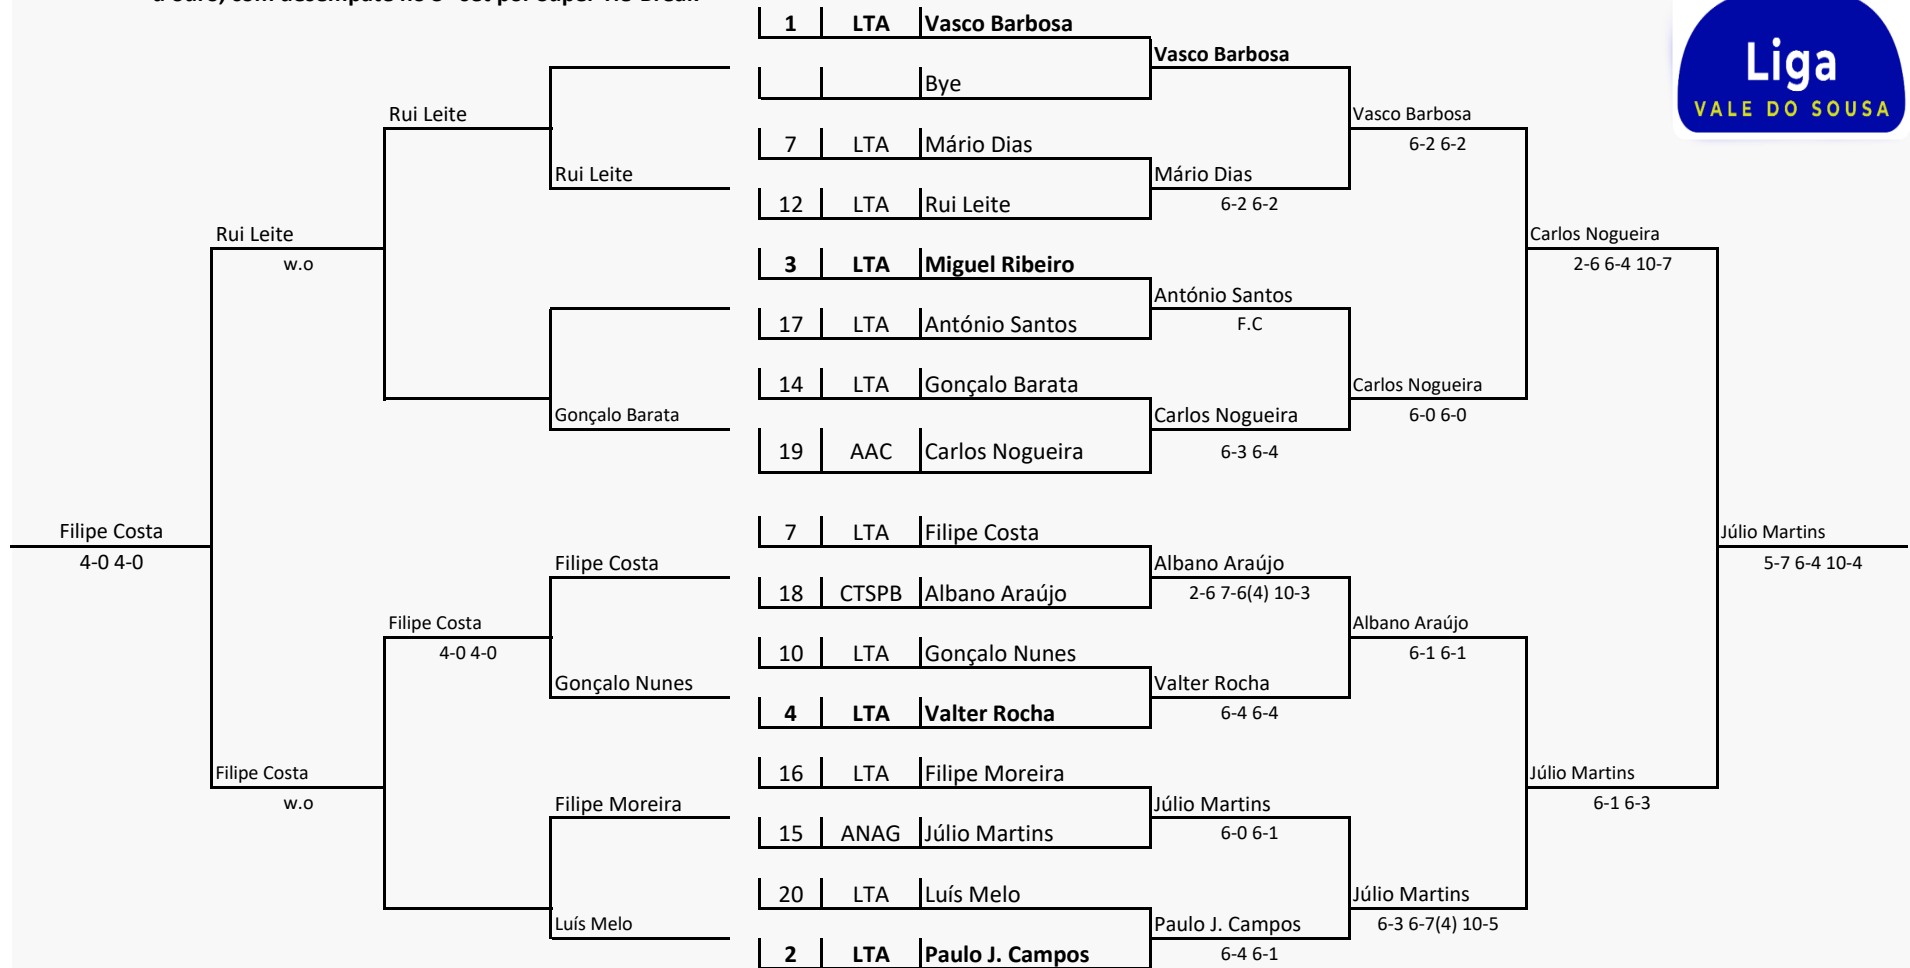 1 LTA Vasco Barbosa
Vasco Barbosa
Bye
Liga
VALE DO SOUSA
Rui Leite
Vasco Barbosa
6-2 6-2
7 LTA Mário Dias
Rui Leite
Mário Dias
12 LTA Rui Leite
6-2 6-2
Rui Leite
w.o
Carlos Nogueira
2-6 6-4 10-7
3 LTA Miguel Ribeiro
António Santos
F.C
17 LTA António Santos
14 LTA Gonçalo Barata
Carlos Nogueira
6-0 6-0
Gonçalo Barata
Carlos Nogueira
6-3 6-4
19 AAC Carlos Nogueira
Filipe Costa
4-0 4-0
7 LTA Filipe Costa
Júlio Martins
5-7 6-4 10-4
Filipe Costa
Albano Araújo
2-6 7-6(4) 10-3
18 CTSPB Albano Araújo
Filipe Costa
4-0 4-0
Albano Araújo
6-1 6-1
10 LTA Gonçalo Nunes
Gonçalo Nunes
Valter Rocha
6-4 6-4
4 LTA Valter Rocha
Filipe Costa
w.o
16 LTA Filipe Moreira
Júlio Martins
6-1 6-3
Filipe Moreira
Júlio Martins
6-0 6-1
15 ANAG Júlio Martins
20 LTA Luís Melo
Júlio Martins
6-3 6-7(4) 10-5
Luís Melo
Paulo J. Campos
6-4 6-1
2 LTA Paulo J. Campos